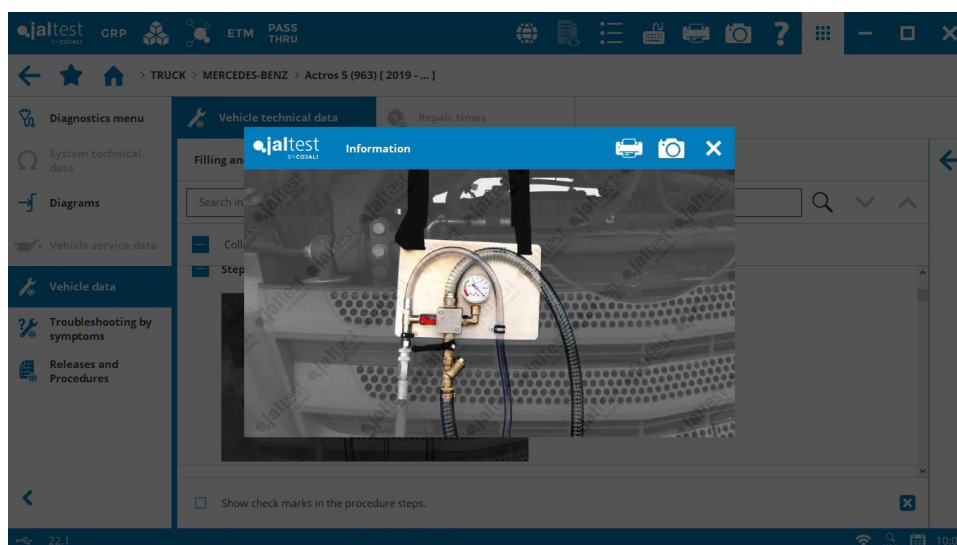 jaltest
BY COJALI
GRP
ETM
PASS
THRU
> TRUCK > MERCEDES-BENZ > Actros 5 (963) [ 2019 - ... ]
Diagnostics menu
System technical
data
Diagrams
Vehicle service data
Vehicle data
Troubleshooting by
symptoms
Releases and
Procedures
Vehicle technical data
Repair times
Filling an
Search in
Coll
Step
jaltest
BY COJALI
Information
Show check marks in the procedure steps.
22.1
10:0